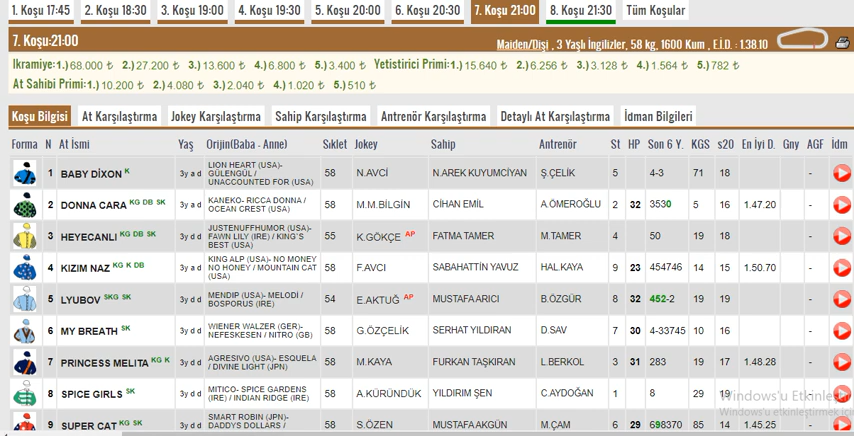 1. Koşu 17:45 2. Koşu 18:30 3. Koşu 19:00 4. Koşu 19:30 5. Koşu 20:00 6. Koşu 20:30 7. Koşu 21:00 8. Koşu 21:30 Tüm Koşular
7. Koşu:21:00 Maiden/Dişi , 3 Yaşlı İngilizler, 58 kg, 1600 Kum , E.İ.D. : 1.38.10
Ikramiye:1.) 68.000 ₺ 2.) 27.200 ₺ 3.) 13.600 ₺ 4.) 6.800 ₺ 5.) 3.400 ₺ Yetistirici Primi:1.) 15.640 ₺ 2.) 6.256 ₺ 3.) 3.128 ₺ 4.) 1.564 ₺ 5.) 782 ₺
At Sahibi Primi:1.) 10.200 ₺ 2.) 4.080 ₺ 3.) 2.040 ₺ 4.) 1.020 ₺ 5.) 510 ₺
Koşu Bilgisi At Karşılaştırma Jokey Karşılaştırma Sahip Karşılaştırma Antrenör Karşılaştırma Detaylı At Karşılaştırma İdman Bilgileri
Forma N At İsmi Yaş Orijin(Baba - Anne) Sıklet Jokey Sahip Antrenör St HP Son 6 Y. KGS s20 En İyi D. Gny AGF İdm
1 BABY DİXON K 3y a d LION HEART (USA)- GÜLENGÜL / UNACCOUNTED FOR (USA) 58 N.AVCİ N.AREK KUYUMCİYAN Ş.ÇELİK 5 4-3 71 18 -
2 DONNA CARA KG DB SK 3y a d KANEKO- RICCA DONNA / OCEAN CREST (USA) 58 M.M.BİLGİN CİHAN EMİL A.ÖMEROĞLU 2 32 3530 5 16 1.47.20 -
3 HEYECANLI KG DB SK 3y d d JUSTENUFFHUMOR (USA)- FAWN LILY (IRE) / KING'S BEST (USA) 55 K.GÖKÇE AP FATMA TAMER M.TAMER 4 50 19 18 -
4 KIZIM NAZ KG K DB 3y a d KING ALP (USA)- NO MONEY NO HONEY / MOUNTAIN CAT (USA) 58 F.AVCI SABAHATTİN YAVUZ HAL.KAYA 9 23 454746 14 15 1.50.70 -
5 LYUBOV SKG SK 3y d d MENDIP (USA)- MELODİ / BOSPORUS (IRE) 54 E.AKTUĞ AP MUSTAFA ARICI B.ÖZGÜR 8 32 452-2 19 19 -
6 MY BREATH SK 3y d d WIENER WALZER (GER)- NEFESKESEN / NITRO (GB) 58 G.ÖZÇELİK SERHAT YILDIRAN D.SAV 7 30 4-33745 10 16 -
7 PRINCESS MELITA KG K 3y d d AGRESIVO (USA)- ESQUELA / DIVINE LIGHT (JPN) 58 M.KAYA FURKAN TAŞKIRAN L.BERKOL 3 31 283 19 17 1.48.28 -
8 SPICE GIRLS SK 3y d d MITICO- SPICE GARDENS (IRE) / INDIAN RIDGE (IRE) 58 A.KÜRÜNDÜK YILDIRIM ŞEN C.AYDOĞAN 1 8 29 19 -
9 SUPER CAT KG SK 3y d d SMART ROBIN (JPN)- DADDYS DOLLARS / 58 S.ÖZEN MUSTAFA AKGÜN M.ÇAM 6 29 698370 85 14 1.45.25 -
Windows'u Etkinleştir
Windows'u etkinleştirmek için